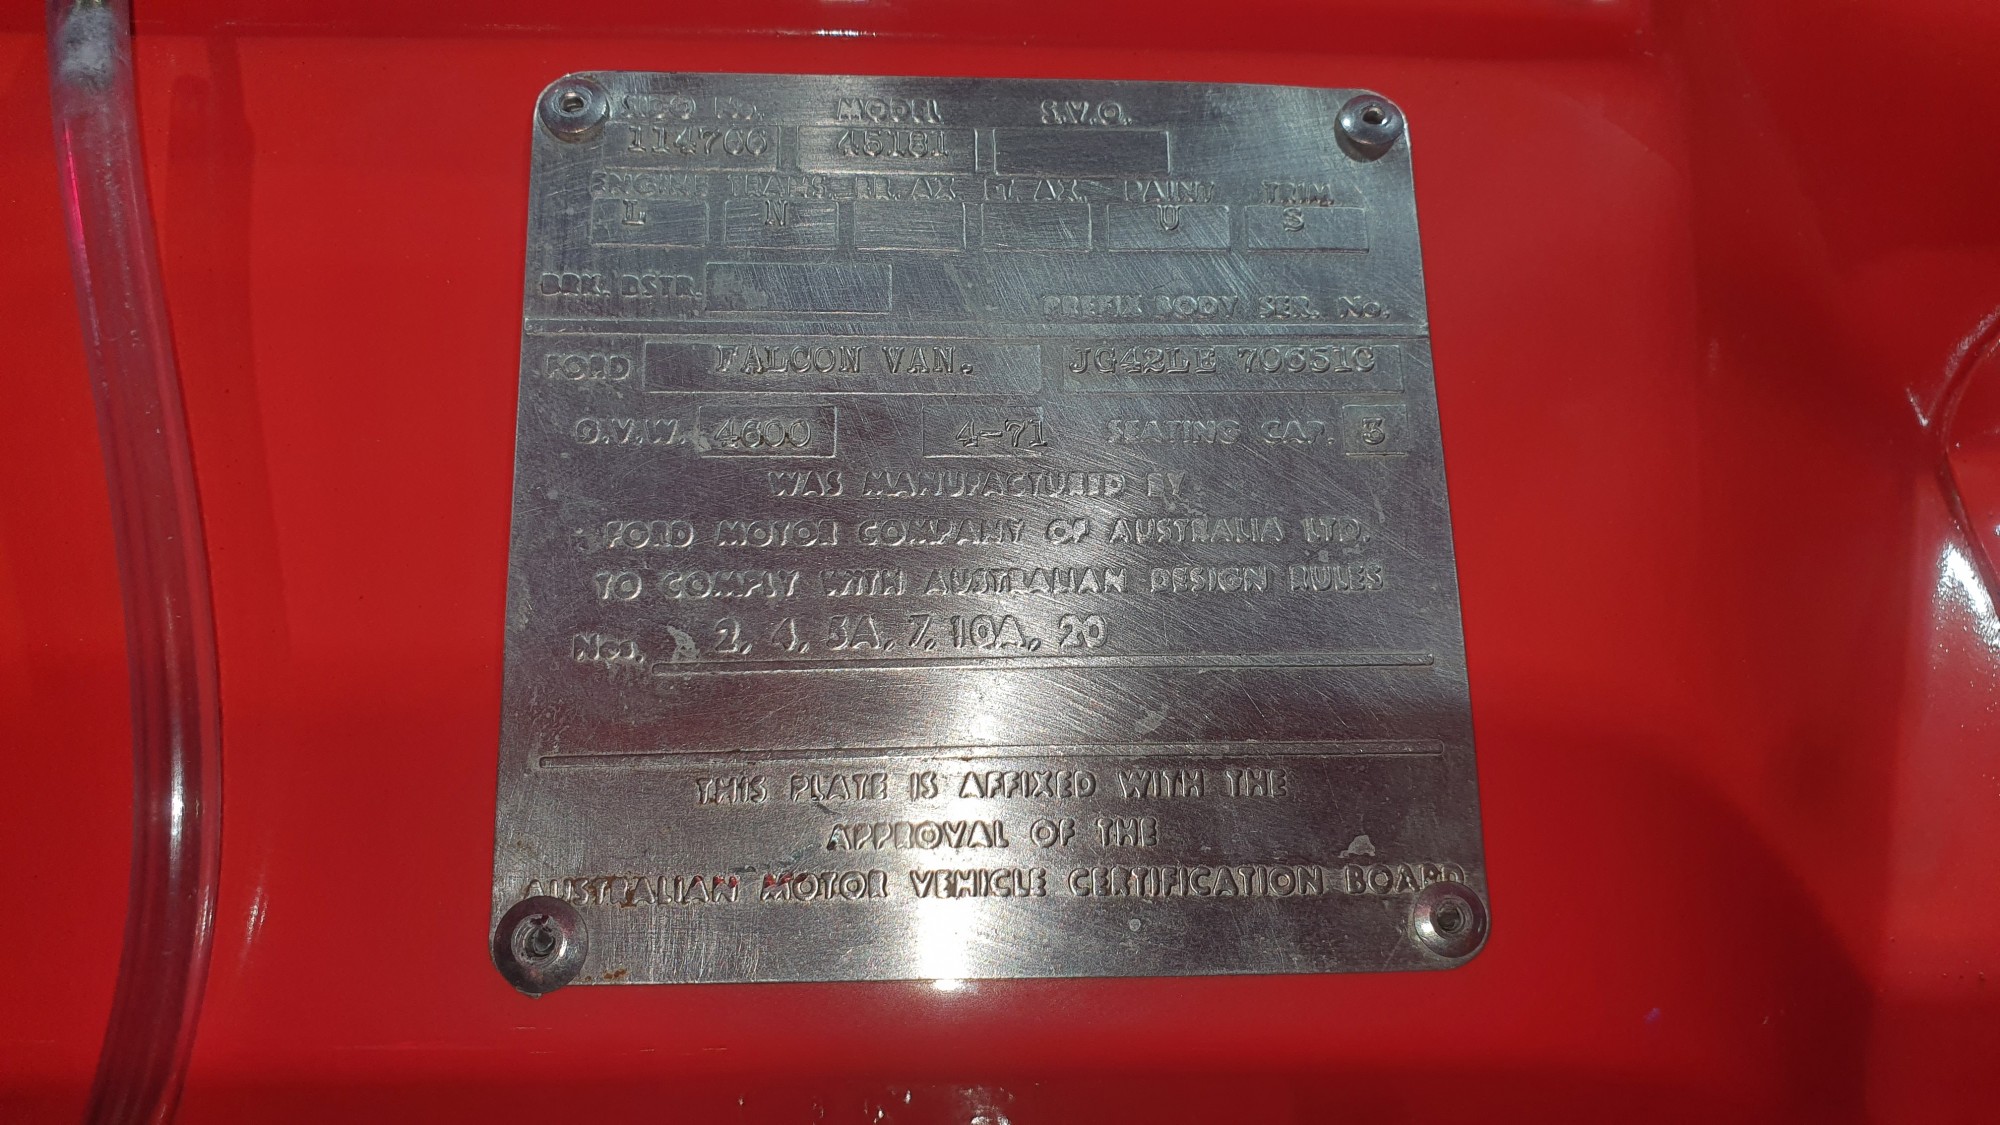 SIDO No. MODEL S.V.O.
114766 45181
ENGINE TRANS. RR. AX. FT. AX. PAINT TRIM
L N U S
BRK. DSTR.
PREFIX BODY SER. No.
FORD FALCON VAN. JG42LE 70651C
G.V.W. 4600 4-71 SEATING CAP. 3
WAS MANUFACTURED BY
FORD MOTOR COMPANY OF AUSTRALIA LTD.
TO COMPLY WITH AUSTRALIAN DESIGN RULES
Nos. 2, 4, 5A, 7, 10A, 20
THIS PLATE IS AFFIXED WITH THE
APPROVAL OF THE
AUSTRALIAN MOTOR VEHICLE CERTIFICATION BOARD